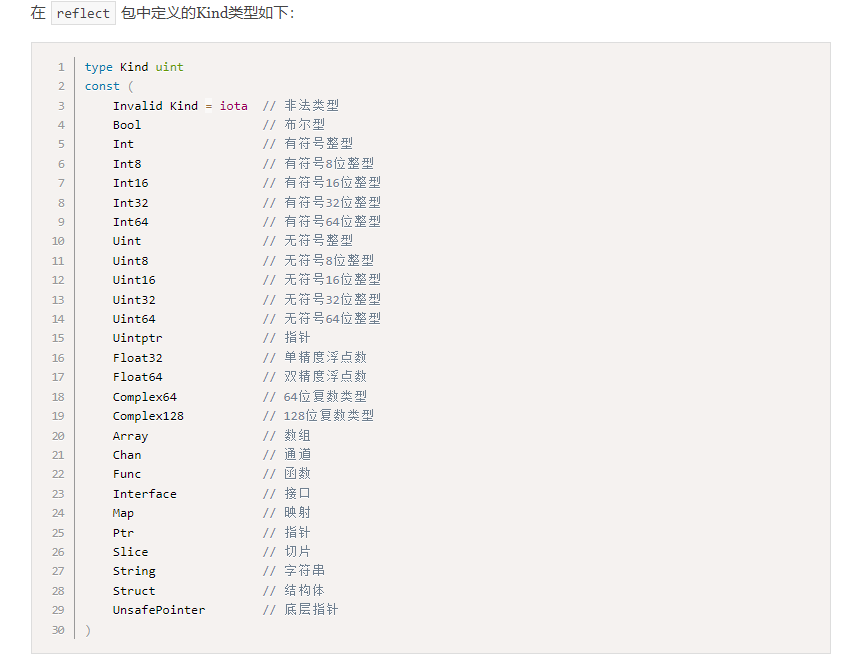 在 reflect 包中定义的Kind类型如下：
1 type Kind uint
2 const (
3     Invalid Kind = iota  // 非法类型
4     Bool                 // 布尔型
5     Int                  // 有符号整型
6     Int8                 // 有符号8位整型
7     Int16                // 有符号16位整型
8     Int32                // 有符号32位整型
9     Int64                // 有符号64位整型
10     Uint                 // 无符号整型
11     Uint8                // 无符号8位整型
12     Uint16               // 无符号16位整型
13     Uint32               // 无符号32位整型
14     Uint64               // 无符号64位整型
15     Uintptr              // 指针
16     Float32              // 单精度浮点数
17     Float64              // 双精度浮点数
18     Complex64            // 64位复数类型
19     Complex128           // 128位复数类型
20     Array                // 数组
21     Chan                 // 通道
22     Func                 // 函数
23     Interface            // 接口
24     Map                  // 映射
25     Ptr                  // 指针
26     Slice                // 切片
27     String               // 字符串
28     Struct               // 结构体
29     UnsafePointer        // 底层指针
30 )